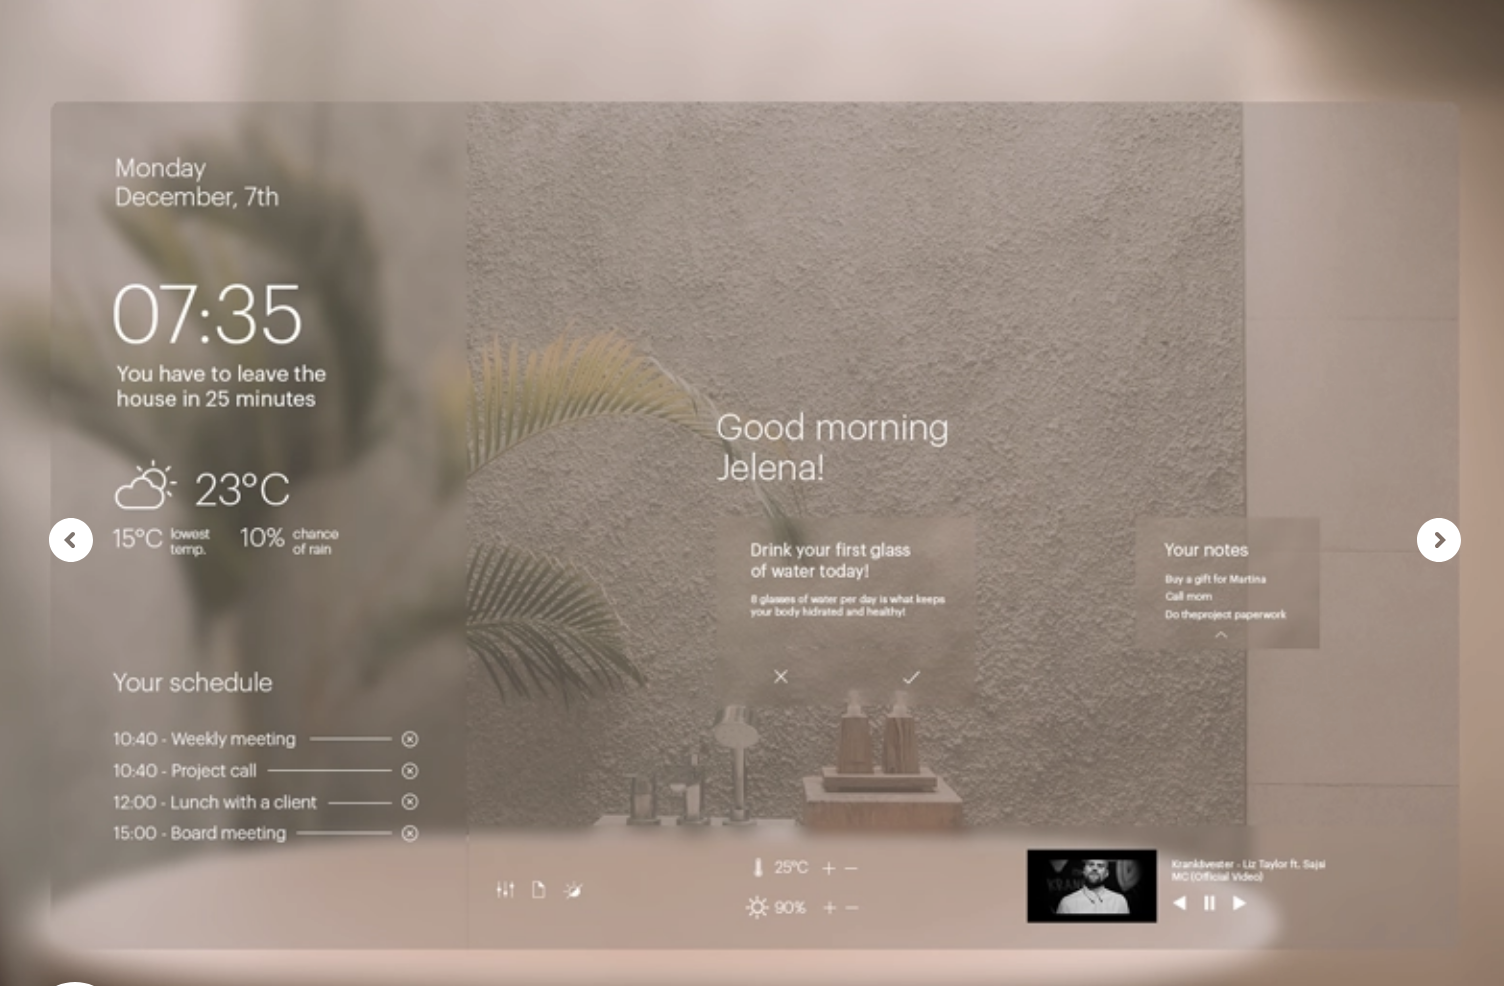 Monday
December, 7th
07:35
You have to leave the
house in 25 minutes
23°C
15°C lowest
temp.
10% chance
of rain
Your schedule
10:40 - Weekly meeting
10:40 - Project call
12:00 - Lunch with a client
15:00 - Board meeting
Good morning
Jelena!
Drink your first glass
of water today!
8 glasses of water per day is what keeps
your body hidrated and healthy!
Your notes
Buy a gift for Martina
Call mom
Do theproject paperwork
25°C + −
90% + −
KRAN
Krankšvester - Liz Taylor ft. Sajsi
MC (Official Video)